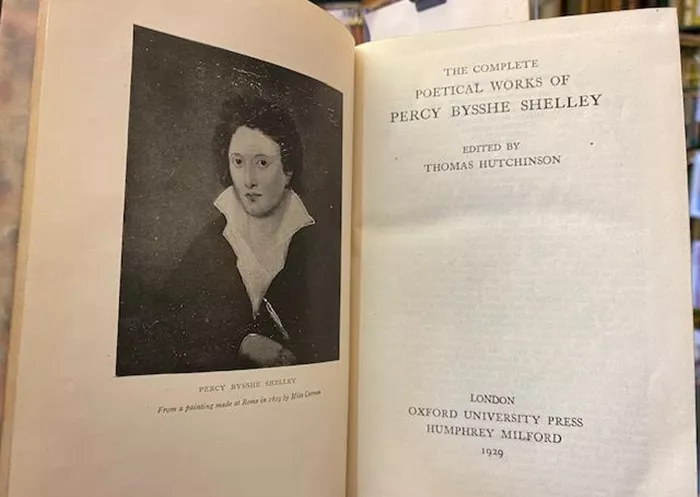 PERCY BYSSHE SHELLEY
From a painting made at Rome in 1819 by Miss Curran
THE COMPLETE
POETICAL WORKS OF
PERCY BYSSHE SHELLEY
EDITED BY
THOMAS HUTCHINSON
LONDON
OXFORD UNIVERSITY PRESS
HUMPHREY MILFORD
1929